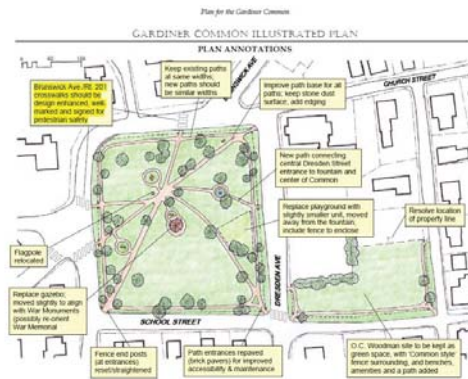 Plan for the Gardiner Common
GARDINER COMMON ILLUSTRATED PLAN
PLAN ANNOTATIONS
Keep existing paths
at same widths;
new paths should
be similar widths
Brunswick Ave./Rt. 201
crosswalks should be
design enhanced, well-
marked and signed for
pedestrian safety
Improve path base for all
paths; keep stone dust
surface, add edging
CHURCH STREET
New path connecting
central Dresden Street
entrance to fountain and
center of Common
Replace playground with
slightly smaller unit, moved
away from the fountain,
include fence to enclose
Resolve location
of property line
Flagpole
relocated
DRESDEN AVE
Replace gazebo;
moved slightly to align
with War Monuments
(possibly re-orient
War Memorial
SCHOOL STREET
Fence end posts
(at entrances)
reset/straightened
Path entrances repaved
(brick pavers) for improved
accessibility & maintenance
O.C. Woodman site to be kept as
green space, with 'Common style'
fence surrounding, and benches,
amenities and a path added